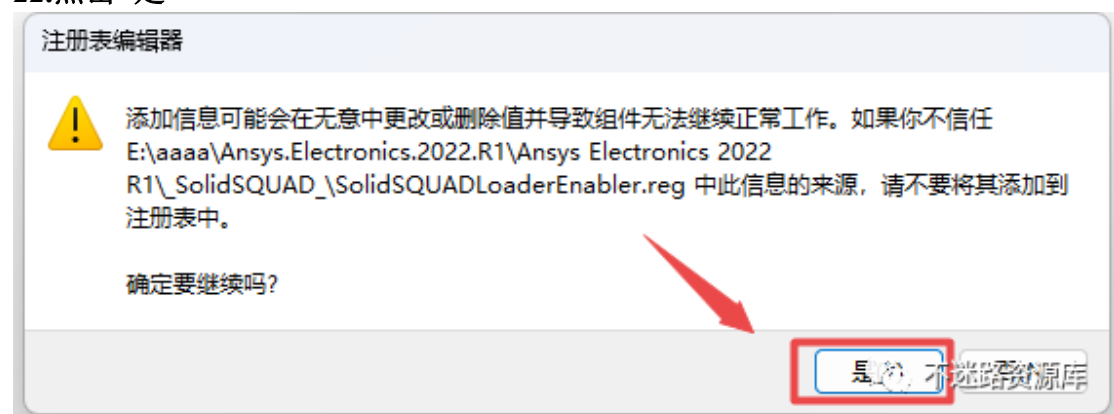 注册表编辑器
添加信息可能会在无意中更改或删除值并导致组件无法继续正常工作。如果你不信任
E:\aaaa\Ansys.Electronics.2022.R1\Ansys Electronics 2022
R1\_SolidSQUAD_\SolidSQUADLoaderEnabler.reg 中此信息的来源，请不要将其添加到
注册表中。
确定要继续吗?
是
不迷路资源库